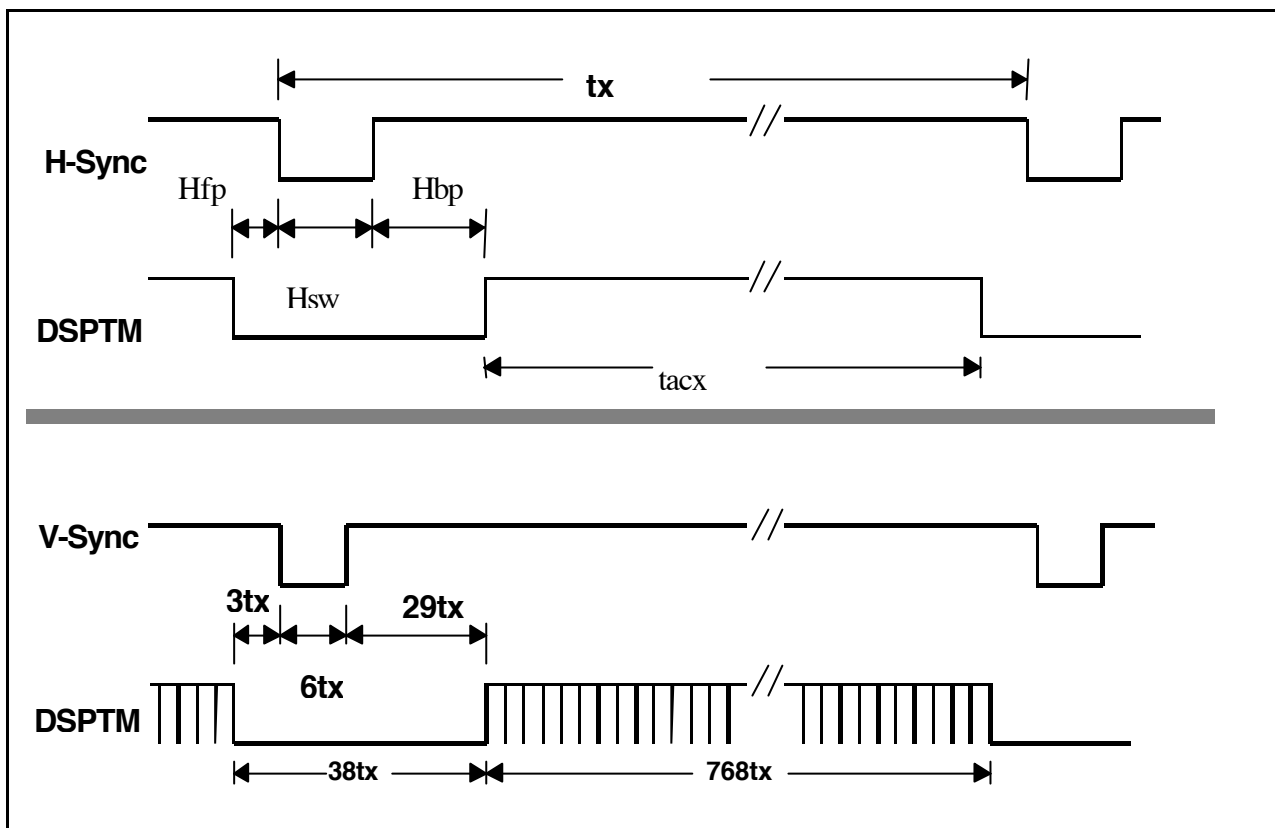 tx
H-Sync
Hfp
Hbp
Hsw
DSPTM
tacx
V-Sync
3tx
29tx
6tx
DSPTM
38tx
768tx